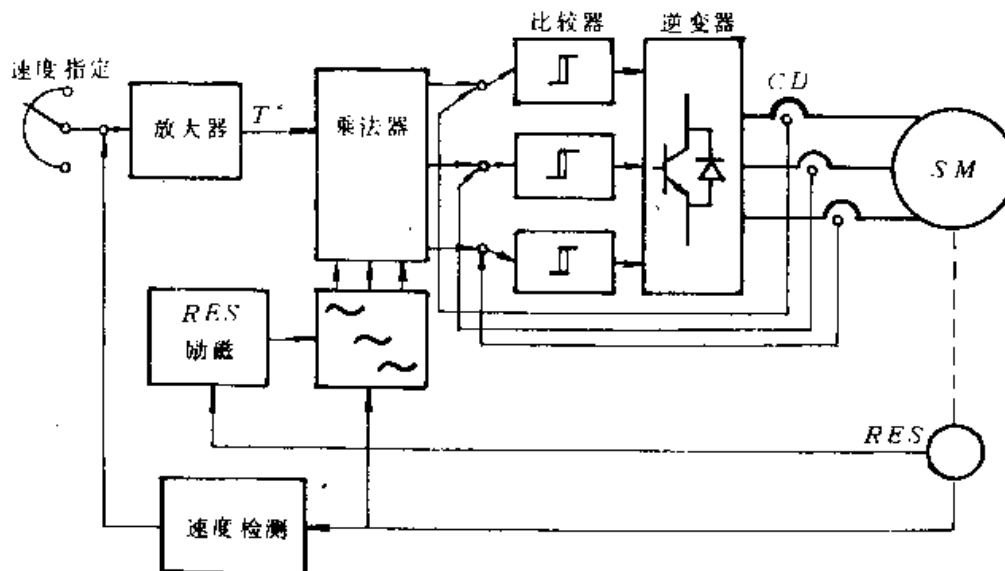 比较器
逆变器
速度指定
CD
放大器
T*
乘法器
SM
RES
励磁
RES
速度检测